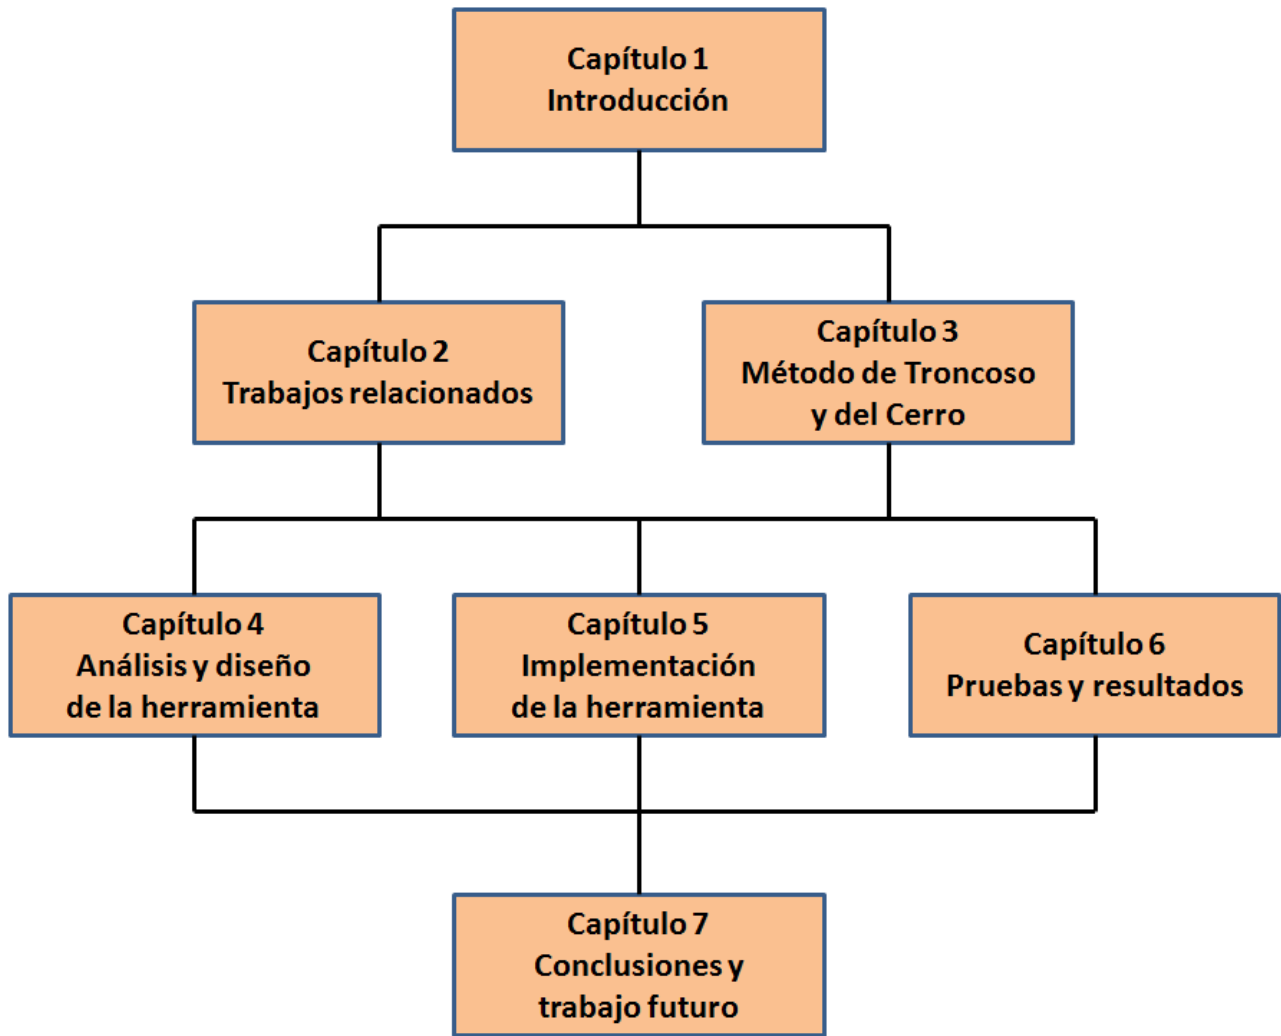 Capítulo 1
Introducción
Capítulo 2
Trabajos relacionados
Capítulo 3
Método de Troncoso
y del Cerro
Capítulo 4
Análisis y diseño
de la herramienta
Capítulo 5
Implementación
de la herramienta
Capítulo 6
Pruebas y resultados
Capítulo 7
Conclusiones y
trabajo futuro